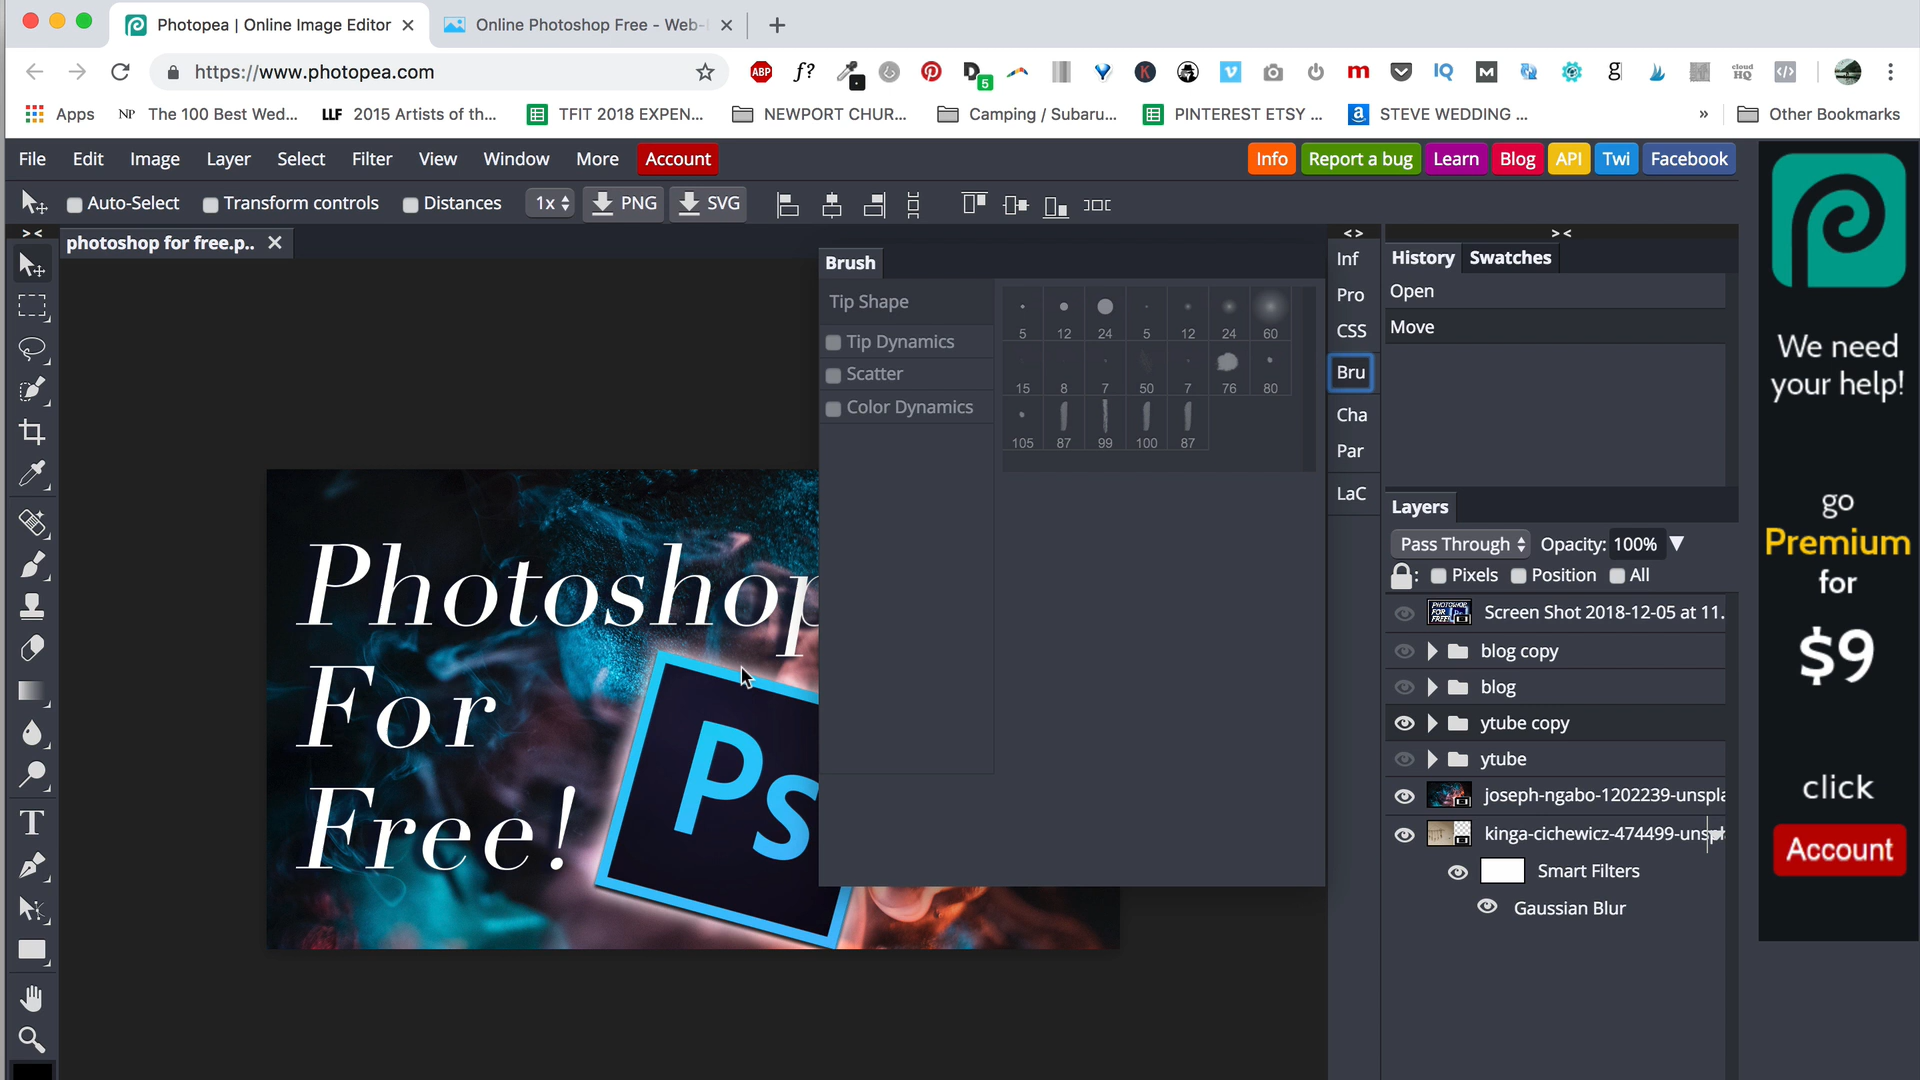 Photopea | Online Image Editor
Online Photoshop Free - Web-
https://www.photopea.com
ABP
f?
5
Apps
NP The 100 Best Wed...
LLF 2015 Artists of th...
TFIT 2018 EXPEN...
NEWPORT CHUR...
Camping / Subaru...
PINTEREST ETSY ...
STEVE WEDDING ...
»
Other Bookmarks
File Edit Image Layer Select Filter View Window More Account
Info Report a bug Learn Blog API Twi Facebook
Auto-Select Transform controls Distances 1x PNG SVG
photoshop for free.p..
Brush
Tip Shape
Tip Dynamics
Scatter
Color Dynamics
5 12 24 5 12 24 60
15 8 7 50 7 76 80
105 87 99 100 87
Inf
Pro
CSS
Bru
Cha
Par
LaC
History Swatches
Open
Move
Layers
Pass Through Opacity: 100%
: Pixels Position All
Screen Shot 2018-12-05 at 11.
blog copy
blog
ytube copy
ytube
joseph-ngabo-1202239-unspla
kinga-cichewicz-474499-unsph
Smart Filters
Gaussian Blur
Photoshop
For
Free!
Ps
T
We need
your help!
go
Premium
for
$9
click
Account